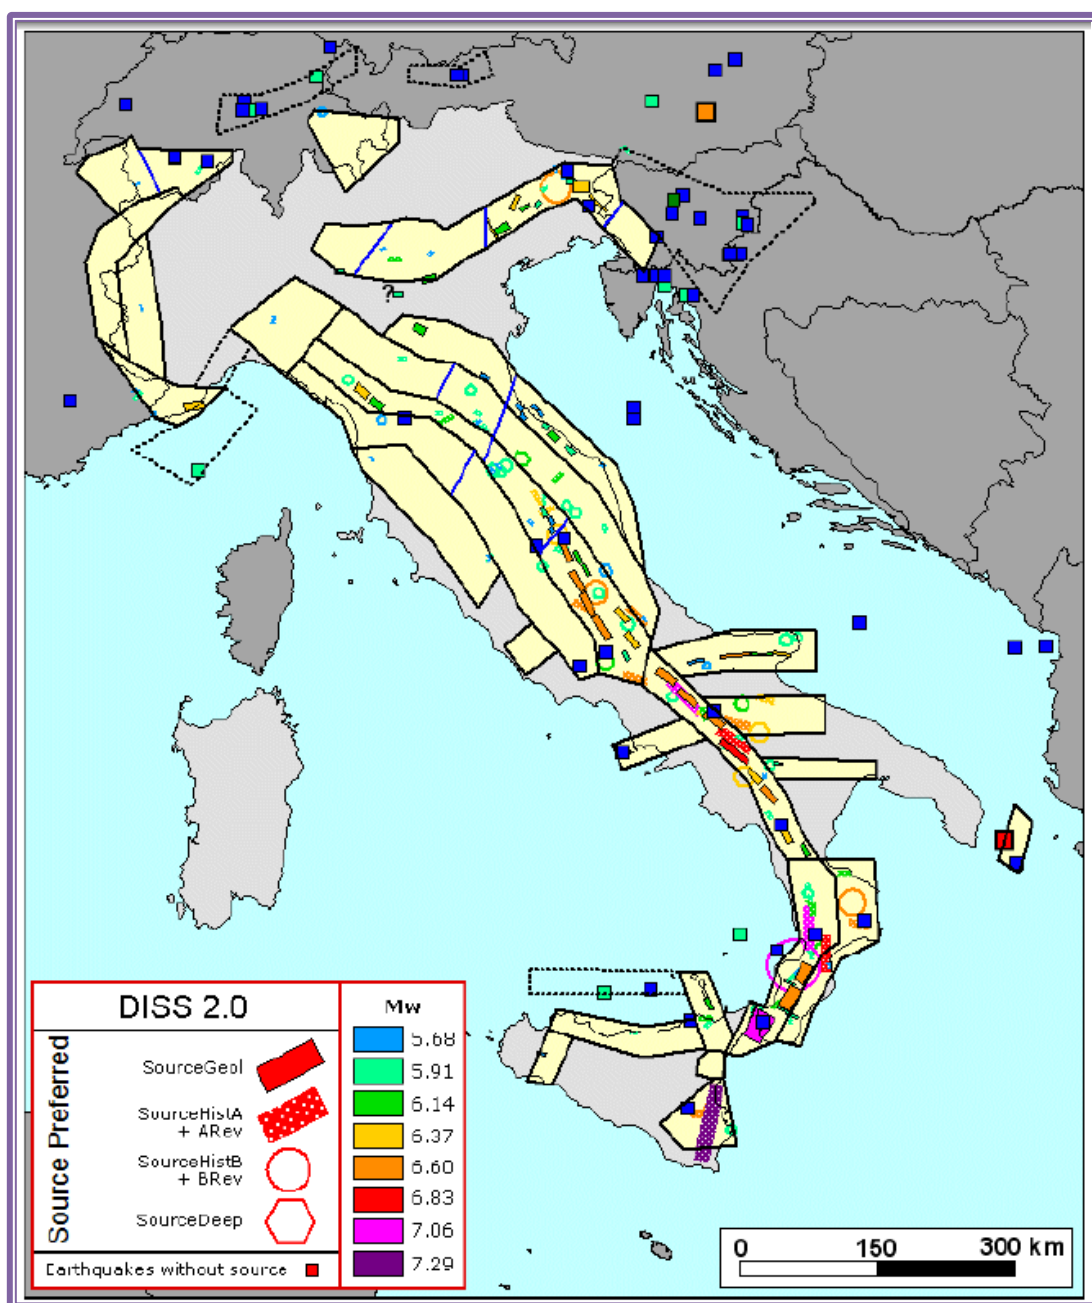 ?
2
DISS 2.0
Source Preferred
SourceGeol
SourceHistA
+ ARev
SourceHistB
+ BRev
SourceDeep
Earthquakes without source
Mw
5.68
5.91
6.14
6.37
6.60
6.83
7.06
7.29
0 150 300 km